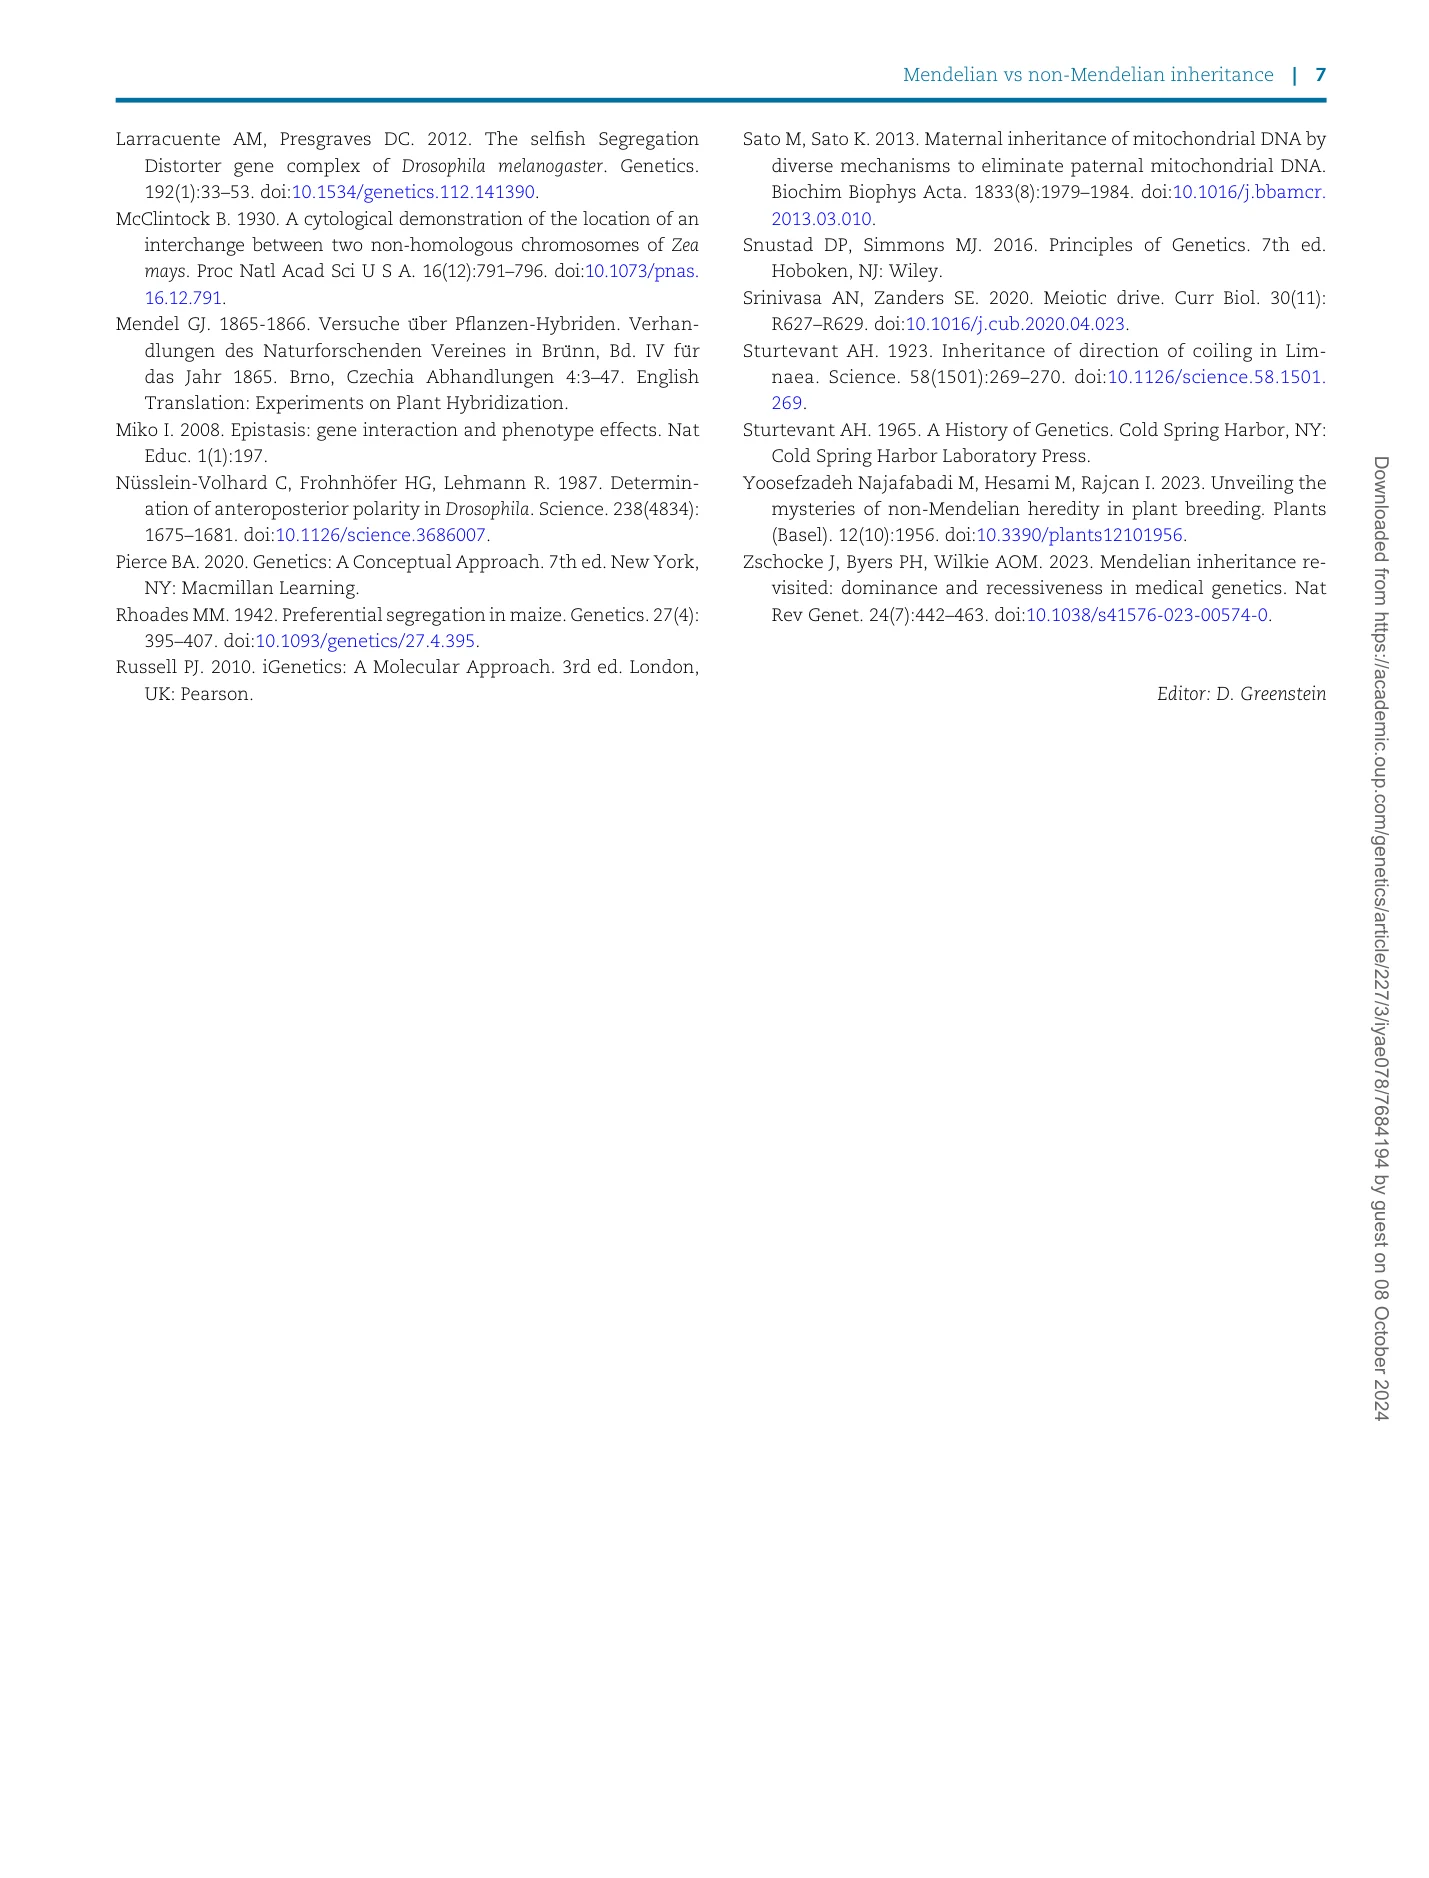 Mendelian vs non-Mendelian inheritance | 7
Larracuente AM, Presgraves DC. 2012. The selfish Segregation
Distorter gene complex of Drosophila melanogaster. Genetics.
192(1):33–53. doi:10.1534/genetics.112.141390.
McClintock B. 1930. A cytological demonstration of the location of an
interchange between two non-homologous chromosomes of Zea
mays. Proc Natl Acad Sci U S A. 16(12):791–796. doi:10.1073/pnas.
16.12.791.
Mendel GJ. 1865-1866. Versuche über Pflanzen-Hybriden. Verhan-
dlungen des Naturforschenden Vereines in Brünn, Bd. IV für
das Jahr 1865. Brno, Czechia Abhandlungen 4:3–47. English
Translation: Experiments on Plant Hybridization.
Miko I. 2008. Epistasis: gene interaction and phenotype effects. Nat
Educ. 1(1):197.
Nüsslein-Volhard C, Frohnhöfer HG, Lehmann R. 1987. Determin-
ation of anteroposterior polarity in Drosophila. Science. 238(4834):
1675–1681. doi:10.1126/science.3686007.
Pierce BA. 2020. Genetics: A Conceptual Approach. 7th ed. New York,
NY: Macmillan Learning.
Rhoades MM. 1942. Preferential segregation in maize. Genetics. 27(4):
395–407. doi:10.1093/genetics/27.4.395.
Russell PJ. 2010. iGenetics: A Molecular Approach. 3rd ed. London,
UK: Pearson.
Sato M, Sato K. 2013. Maternal inheritance of mitochondrial DNA by
diverse mechanisms to eliminate paternal mitochondrial DNA.
Biochim Biophys Acta. 1833(8):1979–1984. doi:10.1016/j.bbamcr.
2013.03.010.
Snustad DP, Simmons MJ. 2016. Principles of Genetics. 7th ed.
Hoboken, NJ: Wiley.
Srinivasa AN, Zanders SE. 2020. Meiotic drive. Curr Biol. 30(11):
R627–R629. doi:10.1016/j.cub.2020.04.023.
Sturtevant AH. 1923. Inheritance of direction of coiling in Lim-
naea. Science. 58(1501):269–270. doi:10.1126/science.58.1501.
269.
Sturtevant AH. 1965. A History of Genetics. Cold Spring Harbor, NY:
Cold Spring Harbor Laboratory Press.
Yoosefzadeh Najafabadi M, Hesami M, Rajcan I. 2023. Unveiling the
mysteries of non-Mendelian heredity in plant breeding. Plants
(Basel). 12(10):1956. doi:10.3390/plants12101956.
Zschocke J, Byers PH, Wilkie AOM. 2023. Mendelian inheritance re-
visited: dominance and recessiveness in medical genetics. Nat
Rev Genet. 24(7):442–463. doi:10.1038/s41576-023-00574-0.
Editor: D. Greenstein
Downloaded from https://academic.oup.com/genetics/article/227/3/iyae078/7684194 by guest on 08 October 2024